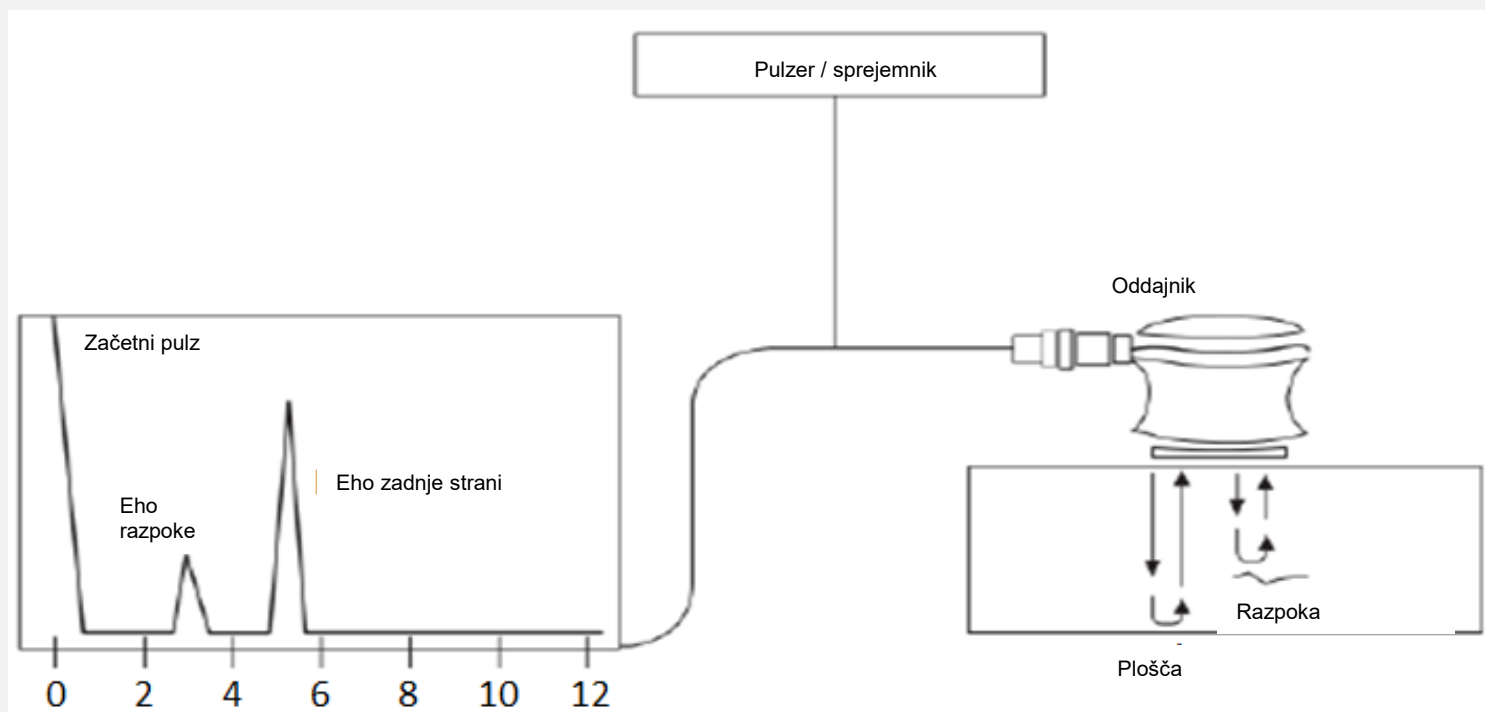 Pulzer / sprejemnik
Oddajnik
Začetni pulz
Eho zadnje strani
Eho
razpoke
Razpoka
Plošča
0 2 4 6 8 10 12